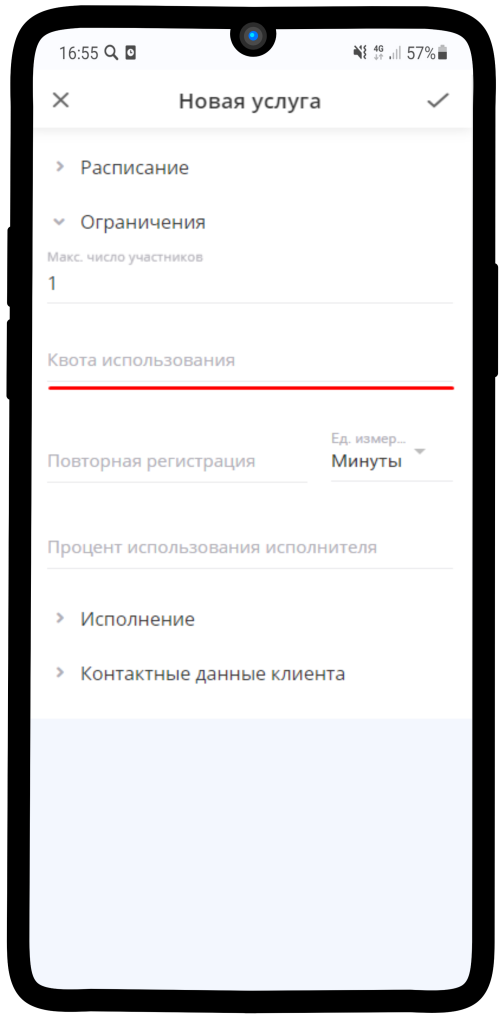 16:55 4G 57%
Новая услуга
Расписание
Ограничения
Макс. число участников
1
Квота использования
Ед. измер...
Повторная регистрация Минуты
Процент использования исполнителя
Исполнение
Контактные данные клиента